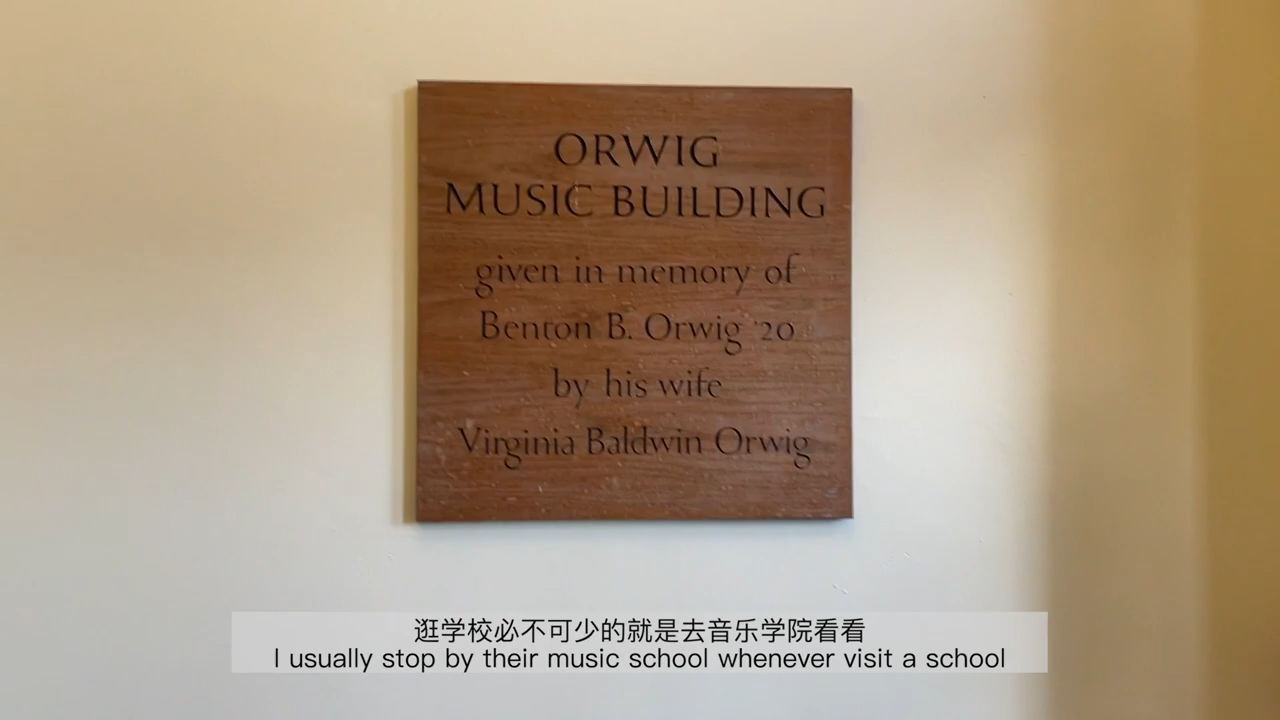 ORWIG
MUSIC BUILDING
given in memory of
Benton B. Orwig '20
by his wife
Virginia Baldwin Orwig
逛学校必不可少的就是去音乐学院看看
I usually stop by their music school whenever visit a school